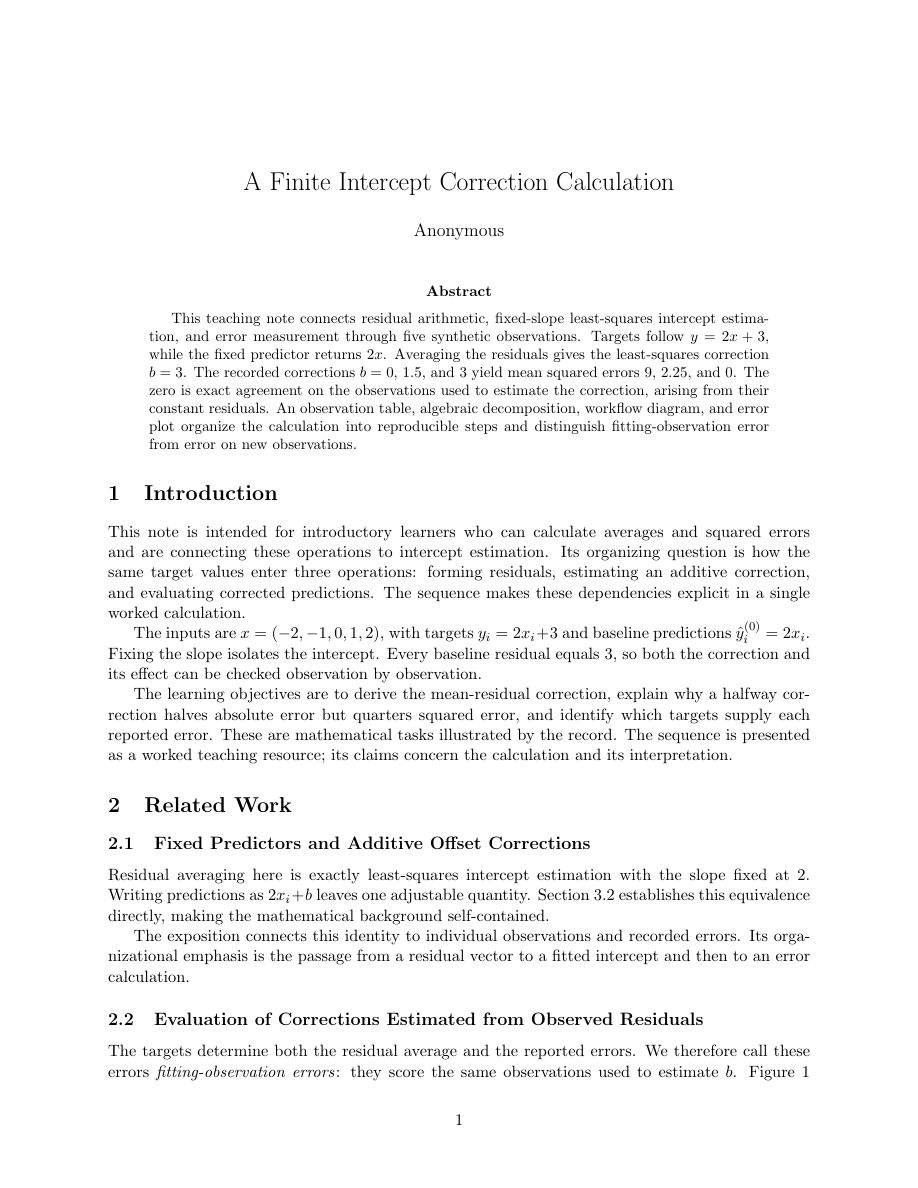 A Finite Intercept Correction Calculation
Anonymous
Abstract
This teaching note connects residual arithmetic, fixed-slope least-squares intercept estima-
tion, and error measurement through five synthetic observations. Targets follow y = 2x + 3,
while the fixed predictor returns 2x. Averaging the residuals gives the least-squares correction
b = 3. The recorded corrections b = 0, 1.5, and 3 yield mean squared errors 9, 2.25, and 0. The
zero is exact agreement on the observations used to estimate the correction, arising from their
constant residuals. An observation table, algebraic decomposition, workflow diagram, and error
plot organize the calculation into reproducible steps and distinguish fitting-observation error
from error on new observations.
1 Introduction
This note is intended for introductory learners who can calculate averages and squared errors
and are connecting these operations to intercept estimation. Its organizing question is how the
same target values enter three operations: forming residuals, estimating an additive correction,
and evaluating corrected predictions. The sequence makes these dependencies explicit in a single
worked calculation.
The inputs are x = (−2, −1, 0, 1, 2), with targets yᵢ = 2xᵢ+3 and baseline predictions ŷᵢ⁽⁰⁾ = 2xᵢ.
Fixing the slope isolates the intercept. Every baseline residual equals 3, so both the correction and
its effect can be checked observation by observation.
The learning objectives are to derive the mean-residual correction, explain why a halfway cor-
rection halves absolute error but quarters squared error, and identify which targets supply each
reported error. These are mathematical tasks illustrated by the record. The sequence is presented
as a worked teaching resource; its claims concern the calculation and its interpretation.
2 Related Work
2.1 Fixed Predictors and Additive Offset Corrections
Residual averaging here is exactly least-squares intercept estimation with the slope fixed at 2.
Writing predictions as 2xᵢ+b leaves one adjustable quantity. Section 3.2 establishes this equivalence
directly, making the mathematical background self-contained.
The exposition connects this identity to individual observations and recorded errors. Its orga-
nizational emphasis is the passage from a residual vector to a fitted intercept and then to an error
calculation.
2.2 Evaluation of Corrections Estimated from Observed Residuals
The targets determine both the residual average and the reported errors. We therefore call these
errors fitting-observation errors: they score the same observations used to estimate b. Figure 1
1